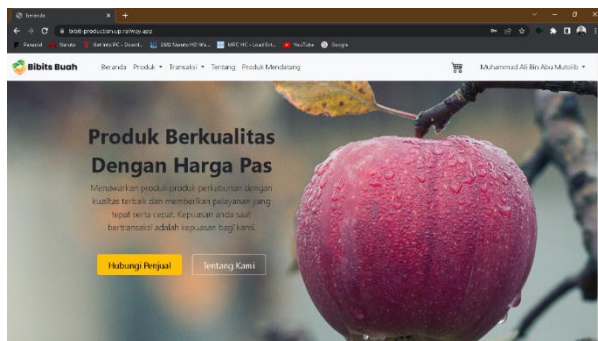 beranda
bibit-production.up.railway.app
YouTube
Google
Bibits Buah
Beranda Produk Transaksi Tentang Produk Mendatang
Muhammad Ali Bin Abu Mutolib
Produk Berkualitas
Dengan Harga Pas
Menawarkan produk-produk perkebunan dengan
kualitas terbaik dan memberikan pelayanan yang
tepat serta cepat. Kepuasan anda saat
bertransaksi adalah kepuasan bagi kami.
Hubungi Penjual
Tentang Kami